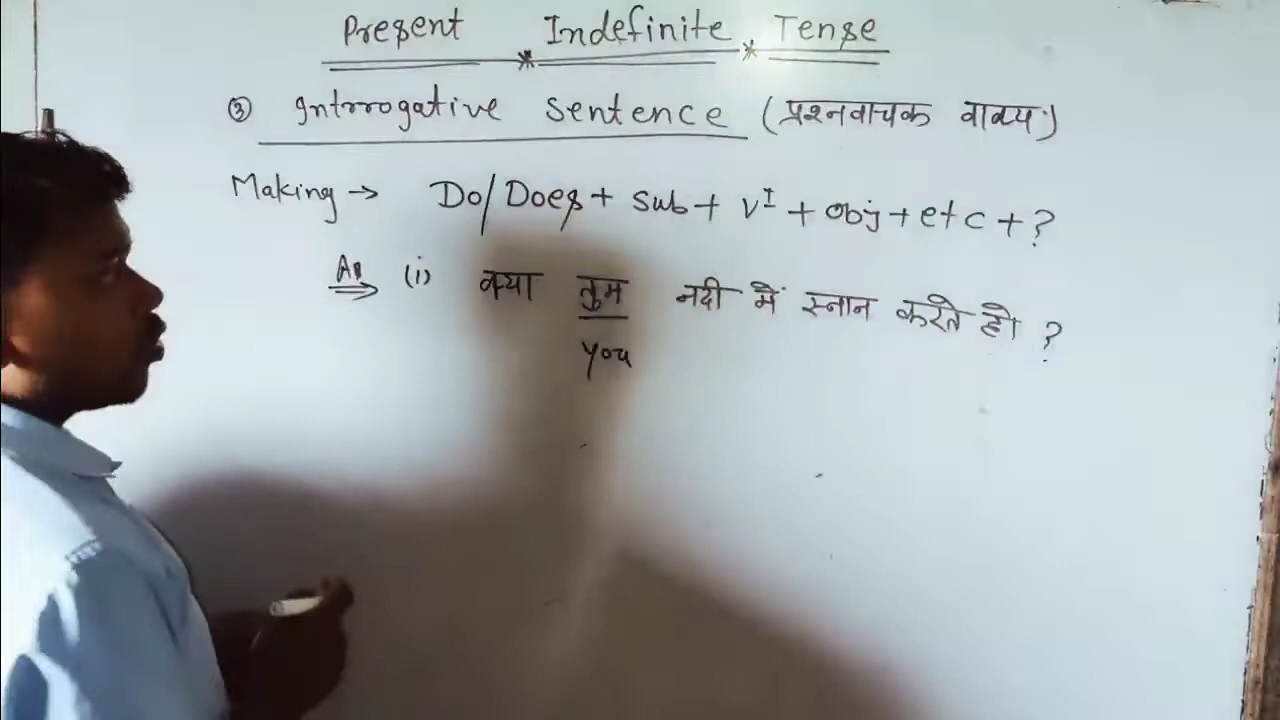 Present Indefinite Tense
③ Intrrogative Sentence (प्रश्नवाचक वाक्य)
Making → Do/Does + Sub + V^I + obj + etc + ?
As ⇒ (i) क्या तुम नदी में स्नान करते हो ?
you